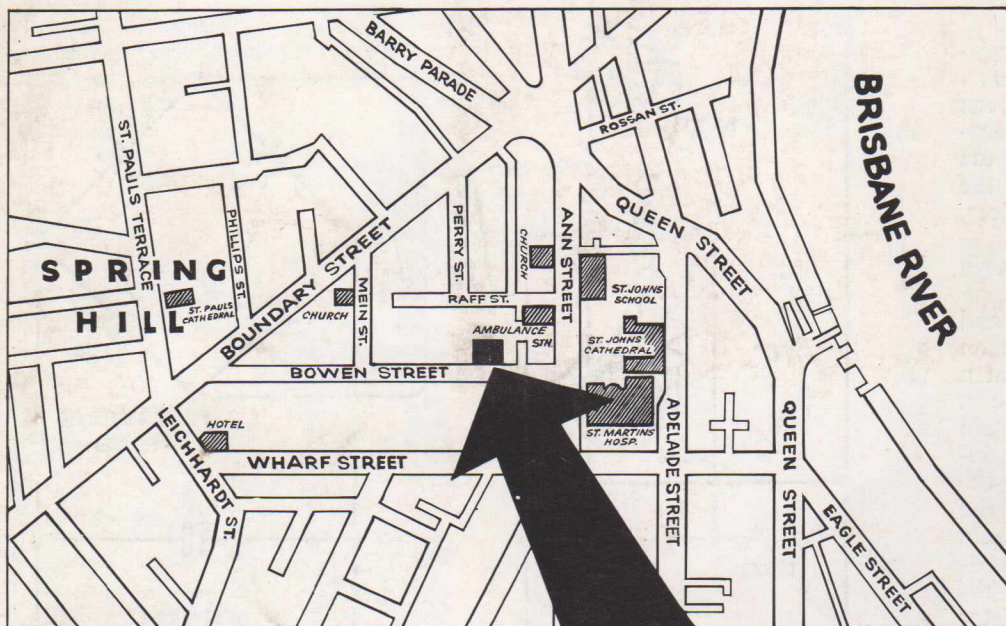 BARRY PARADE
ROSSAN ST.
BRISBANE RIVER
ST. PAULS TERRACE
PHILLIPS ST.
SPRING
HILL
ST. PAULS
CATHEDRAL
BOUNDARY STREET
CHURCH
MEIN ST.
PERRY ST.
CHURCH
ANN STREET
QUEEN STREET
RAFF ST.
ST. JOHNS
SCHOOL
AMBULANCE
STN.
ST. JOHNS
CATHEDRAL
BOWEN STREET
LEICHHARDT ST.
HOTEL
ST. MARTINS
HOSP.
WHARF STREET
ADELAIDE STREET
QUEEN STREET
EAGLE STREET